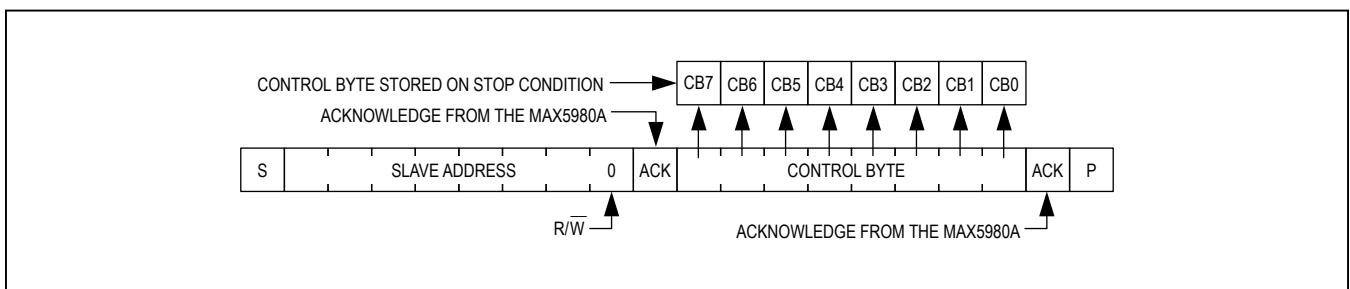 CONTROL BYTE STORED ON STOP CONDITION CB7 CB6 CB5 CB4 CB3 CB2 CB1 CB0
ACKNOWLEDGE FROM THE MAX5980A
S SLAVE ADDRESS 0 ACK CONTROL BYTE ACK P
R/W̅ ACKNOWLEDGE FROM THE MAX5980A